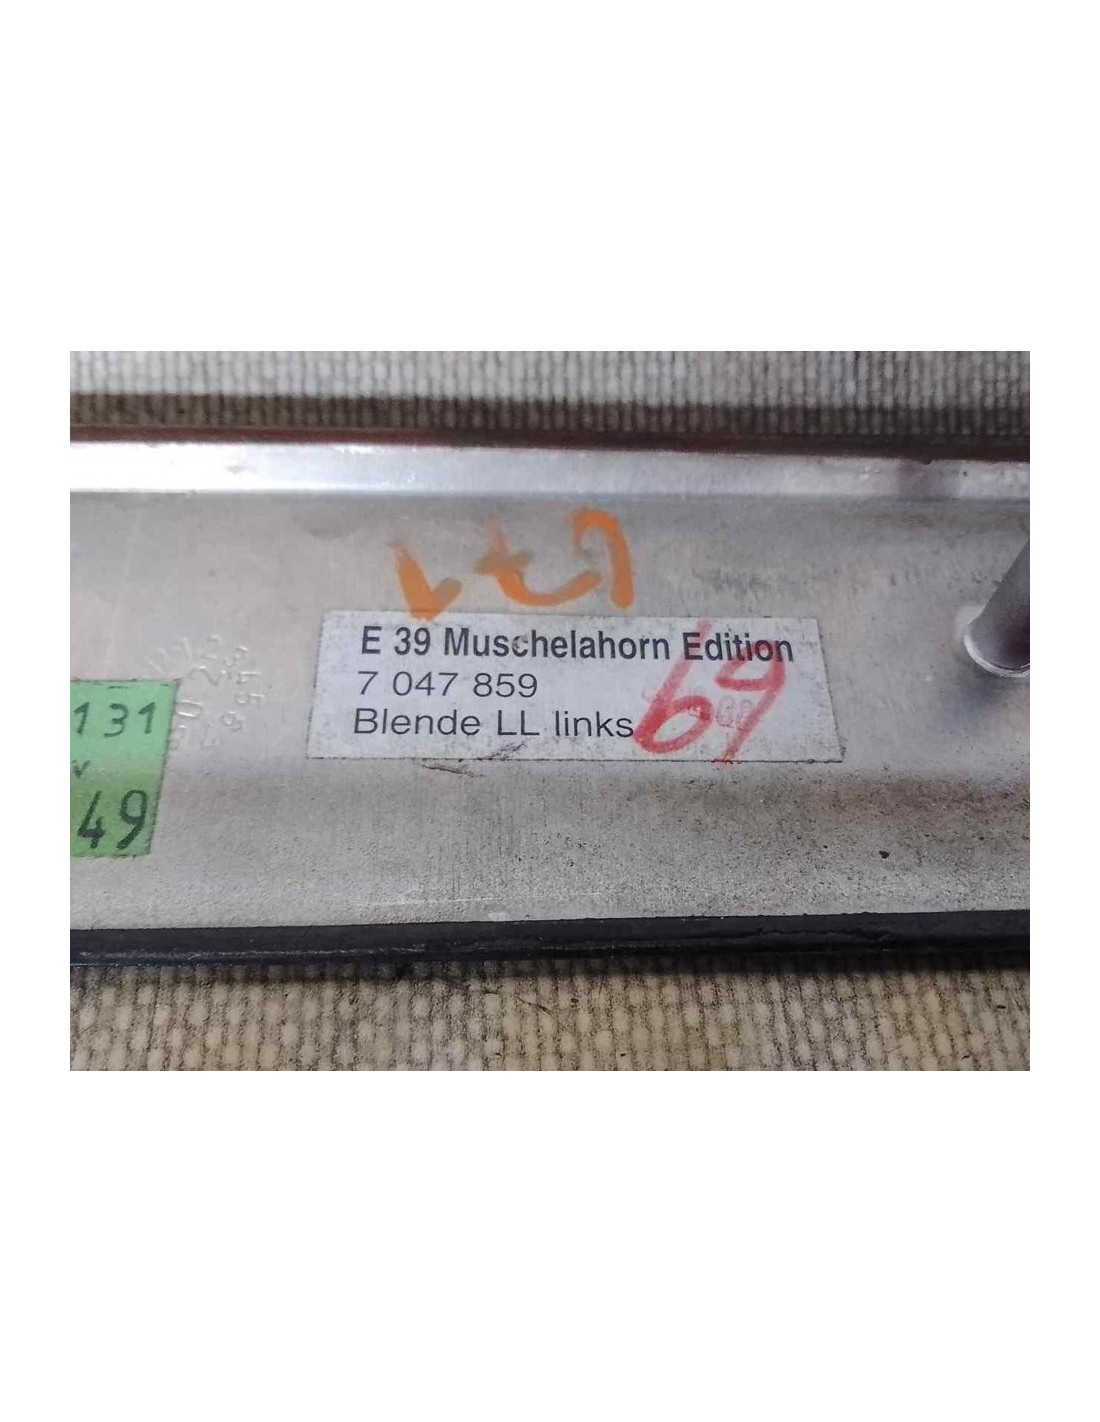 E 39 Muschelahorn Edition
7 047 859
Blende LL links
69
131
49